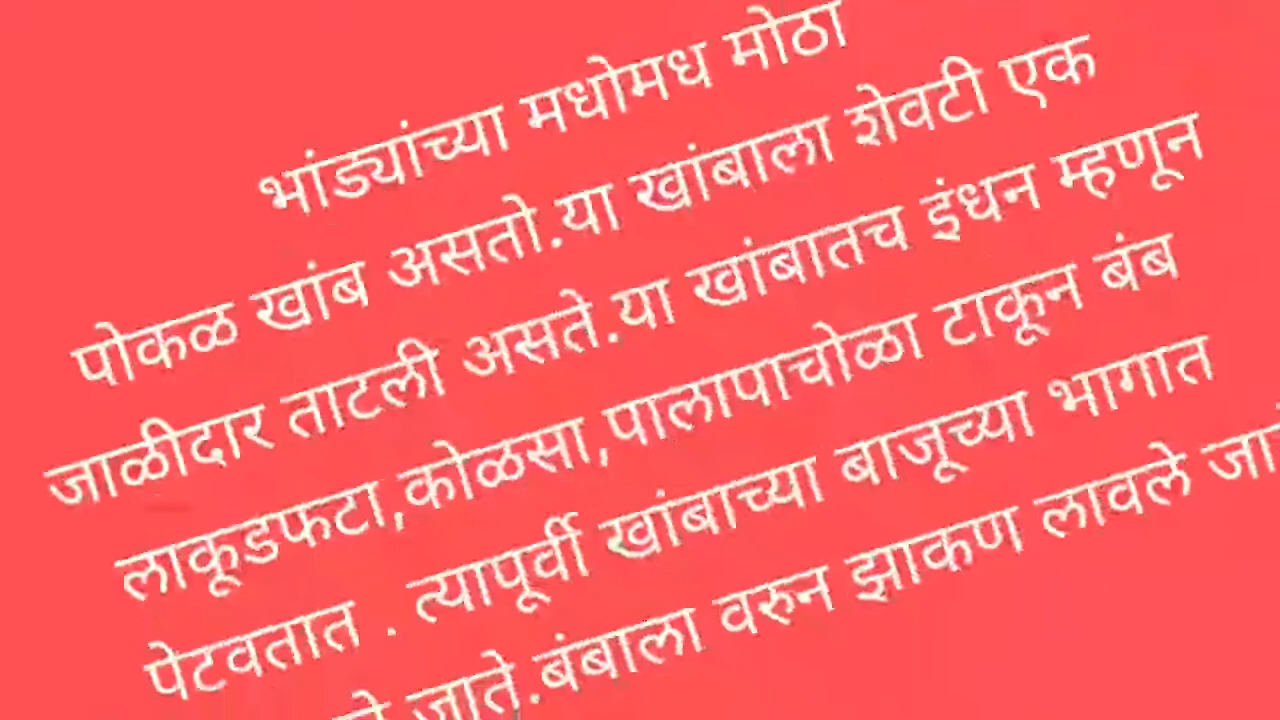 भांड्यांच्या मधोमध मोठा
पोकळ खांब असतो.या खांबाला शेवटी एक
जाळीदार ताटली असते.या खांबातच इंधन म्हणून
लाकूडफटा,कोळसा,पालापाचोळा टाकून बंब
पेटवतात . त्यापूर्वी खांबाच्या बाजूच्या भागात
जाते.बंबाला वरुन झाकण लावले